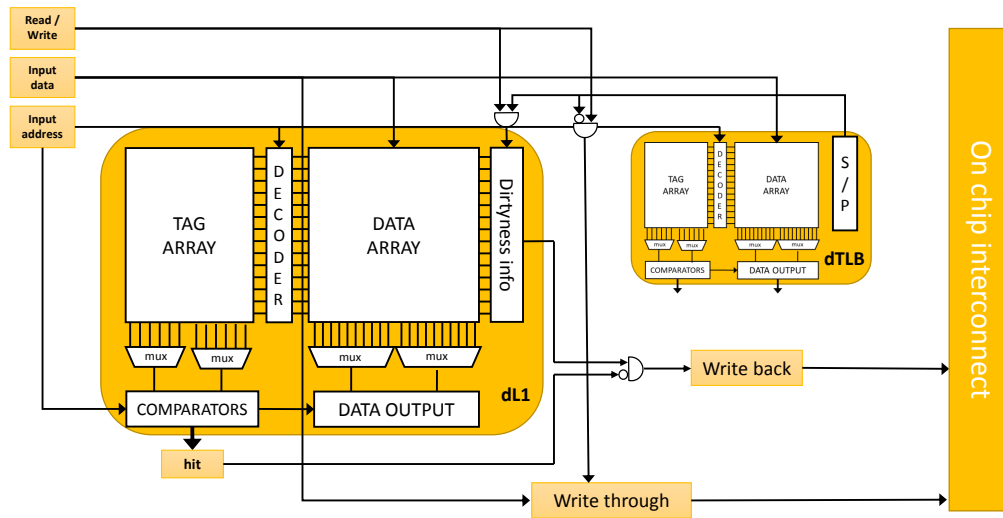 Read /
Write
Input
data
Input
address
TAG
ARRAY
DECODER
DATA
ARRAY
Dirtyness info
mux
mux
mux
mux
COMPARATORS
DATA OUTPUT
dL1
hit
TAG
ARRAY
DECODER
DATA
ARRAY
S/P
mux
mux
mux
mux
COMPARATORS
DATA OUTPUT
dTLB
Write back
Write through
On chip interconnect